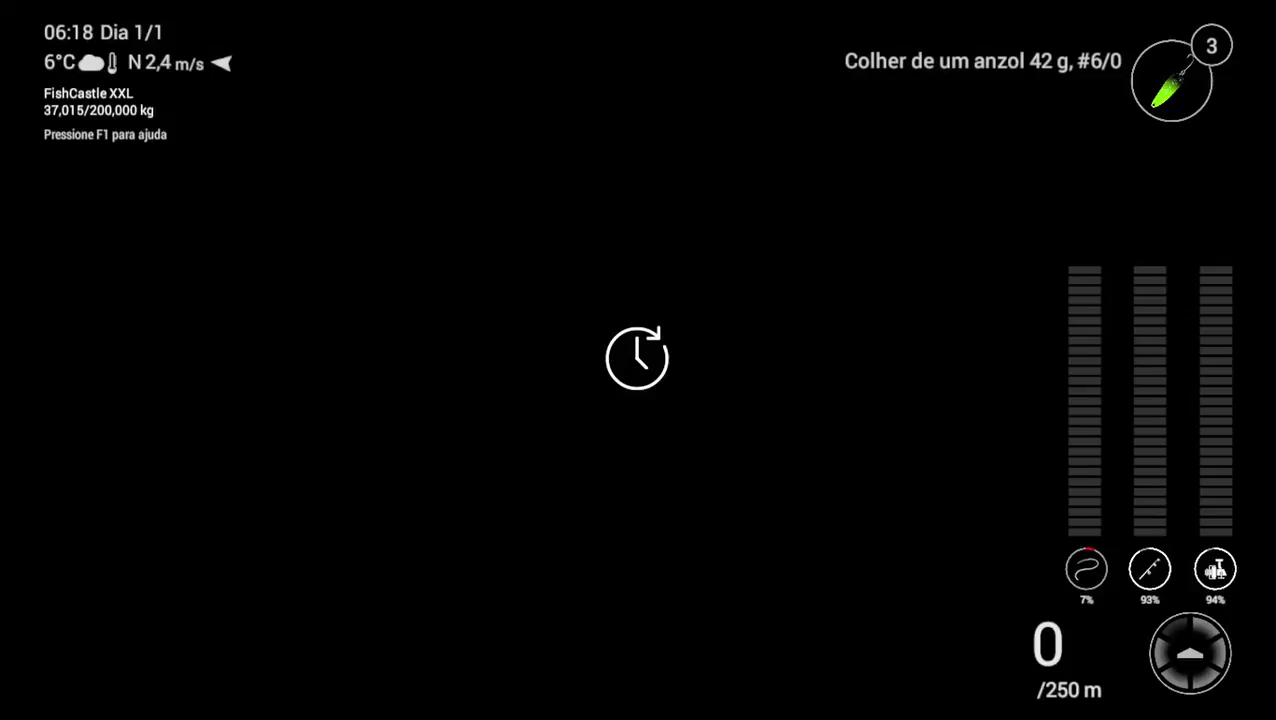 06:18 Dia 1/1
6°C N 2,4 m/s
FishCastle XXL
37,015/200,000 kg
Pressione F1 para ajuda
Colher de um anzol 42 g, #6/0
3
7% 93% 94%
0
/250 m